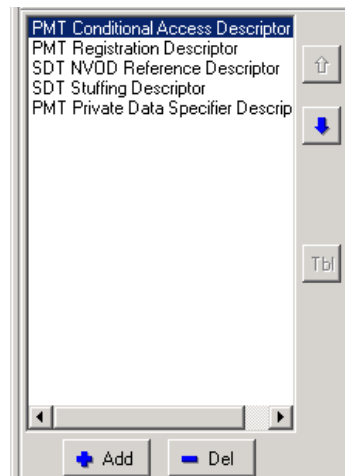 PMT Conditional Access Descriptor
PMT Registration Descriptor
SDT NVOD Reference Descriptor
SDT Stuffing Descriptor
PMT Private Data Specifier Descrip
Tbl
Add
Del